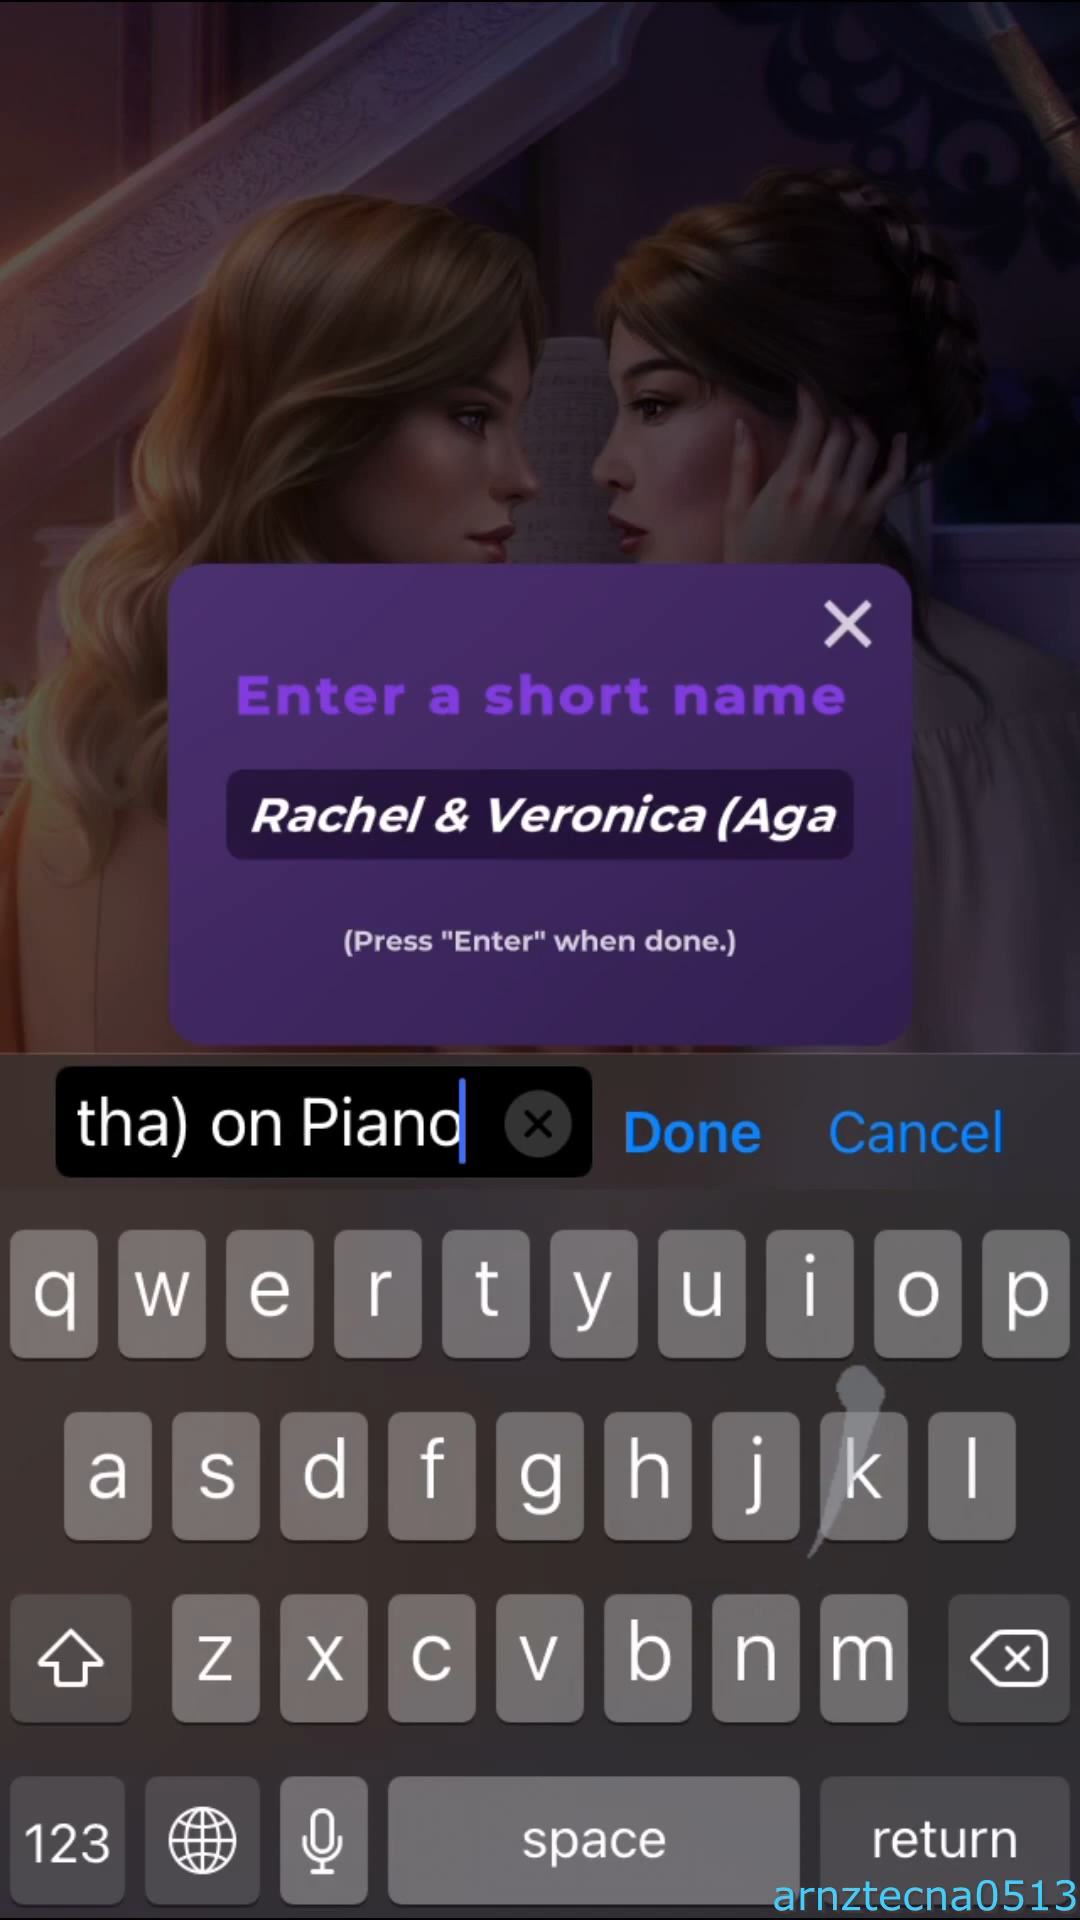 Enter a short name
Rachel & Veronica (Aga
(Press "Enter" when done.)
tha) on Piano Done Cancel
q w e r t y u i o p
a s d f g h j k l
z x c v b n m
123 space return
arnztecna0513